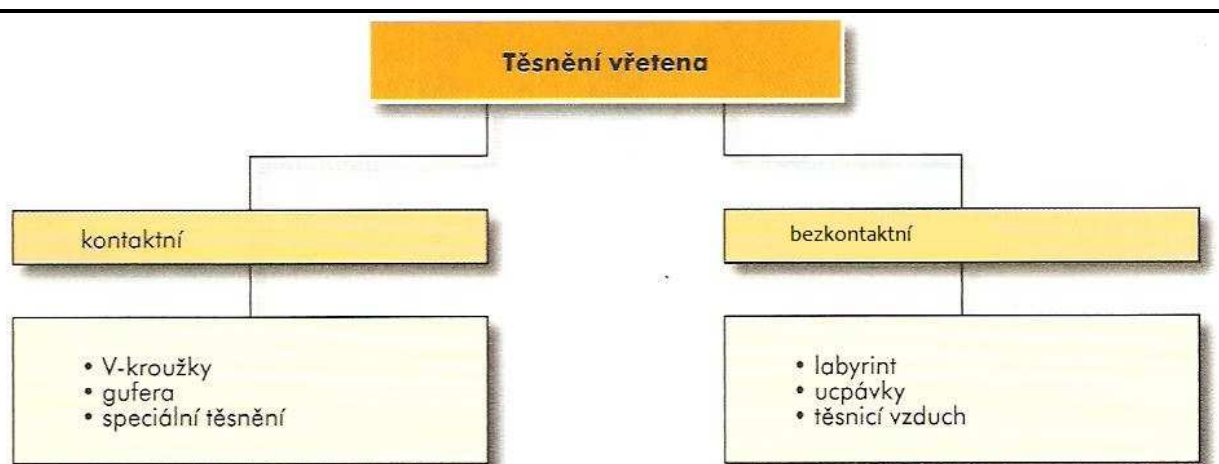 Těsnění vřetena
kontaktní
bezkontaktní
• V-kroužky
• gufera
• speciální těsnění
• labyrint
• ucpávky
• těsnicí vzduch